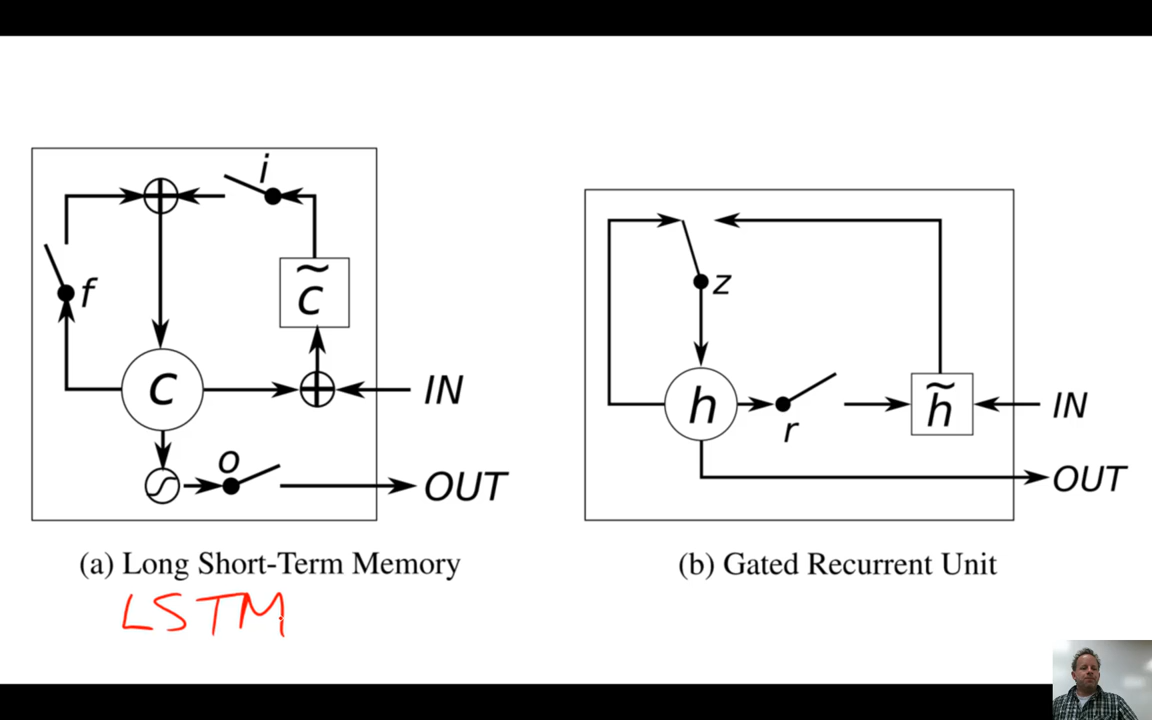 i
f
c̃
c
IN
o
OUT
(a) Long Short-Term Memory
LSTM
z
h
r
h̃
IN
OUT
(b) Gated Recurrent Unit